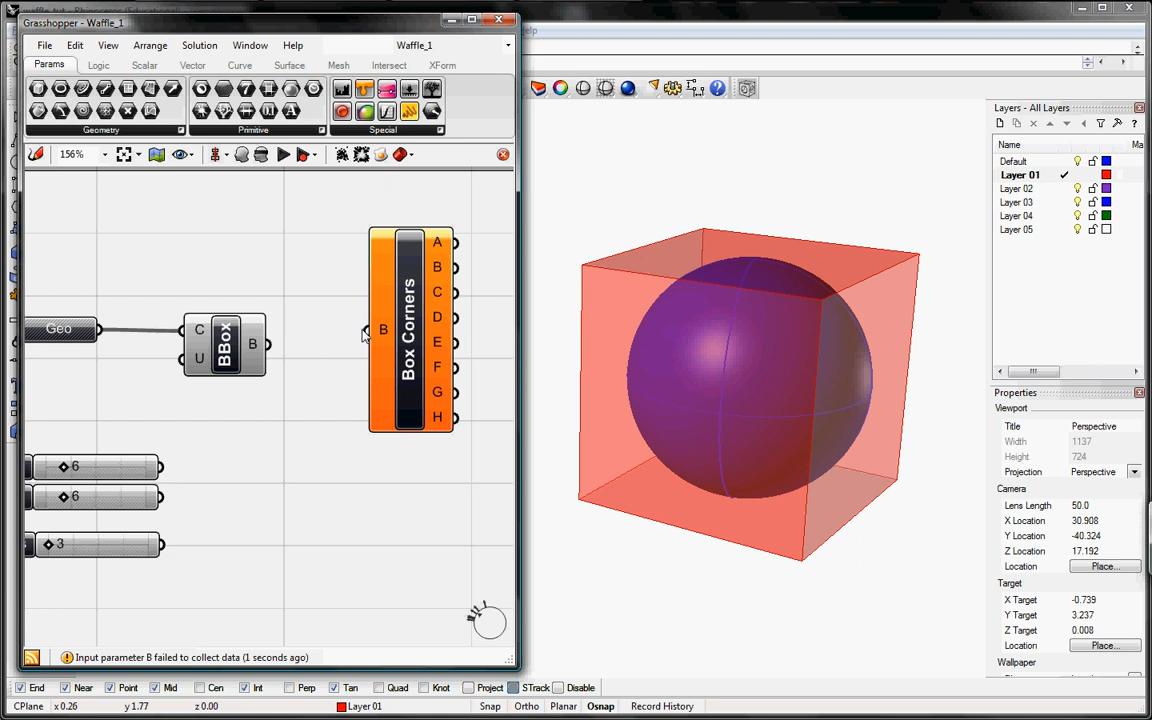 Grasshopper - Waffle_1
File Edit View Arrange Solution Window Help Waffle_1
Params Logic Scalar Vector Curve Surface Mesh Intersect XForm
Geometry Primitive Special
156%
Geo
C
U
BBox
B
B
Box Corners
A
B
C
D
E
F
G
H
6
6
3
Input parameter B failed to collect data (1 seconds ago)
Layers - All Layers
Name Ma
Default
Layer 01
Layer 02
Layer 03
Layer 04
Layer 05
Properties
Viewport
Title Perspective
Width 1137
Height 724
Projection Perspective
Camera
Lens Length 50.0
X Location 30.908
Y Location -40.324
Z Location 17.192
Location Place...
Target
X Target -0.739
Y Target 3.237
Z Target 0.008
Location Place...
Wallpaper
End Near Point Mid Cen Int Perp Tan Quad Knot Project STrack Disable
CPlane x 0.26 y 1.77 z 0.00 Layer 01 Snap Ortho Planar Osnap Record History